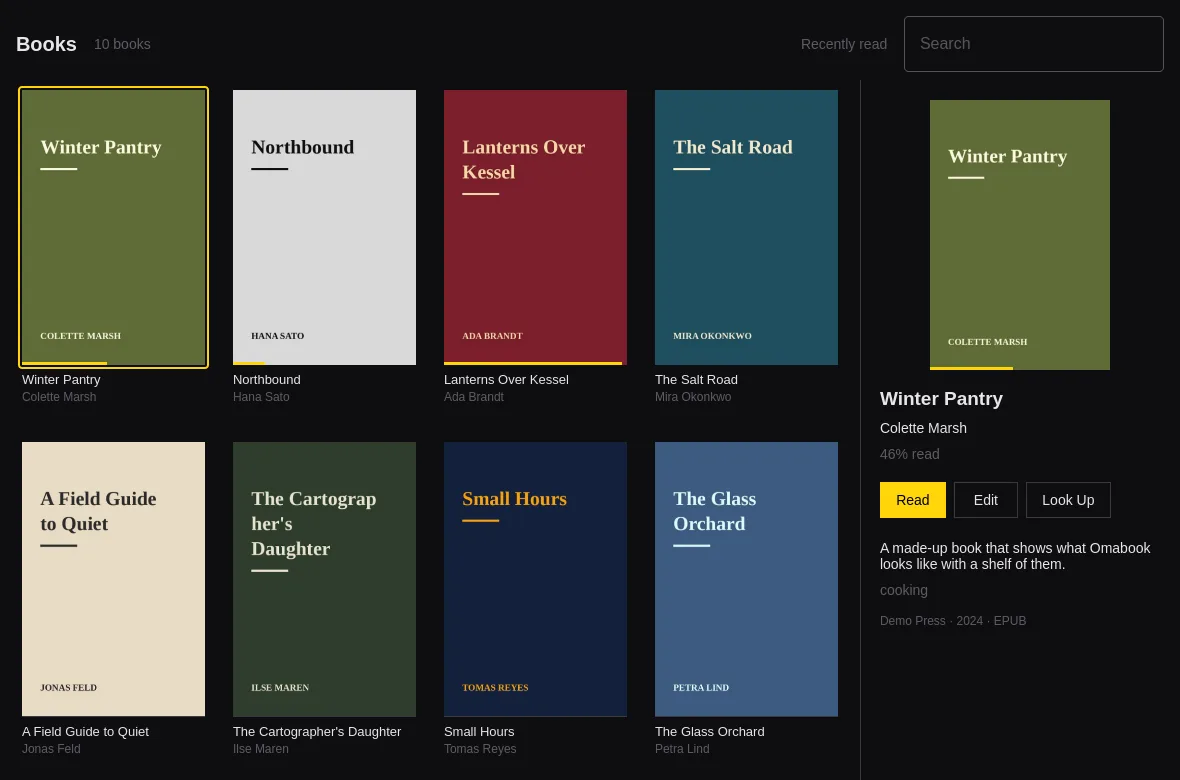 Books 10 books Recently read Search
Winter Pantry
COLETTE MARSH
Winter Pantry
Colette Marsh
Northbound
HANA SATO
Northbound
Hana Sato
Lanterns Over
Kessel
ADA BRANDT
Lanterns Over Kessel
Ada Brandt
The Salt Road
MIRA OKONKWO
The Salt Road
Mira Okonkwo
A Field Guide
to Quiet
JONAS FELD
A Field Guide to Quiet
Jonas Feld
The Cartograp
her's
Daughter
ILSE MAREN
The Cartographer's Daughter
Ilse Maren
Small Hours
TOMAS REYES
Small Hours
Tomas Reyes
The Glass
Orchard
PETRA LIND
The Glass Orchard
Petra Lind
Winter Pantry
COLETTE MARSH
Winter Pantry
Colette Marsh
46% read
Read Edit Look Up
A made-up book that shows what Omabook
looks like with a shelf of them.
cooking
Demo Press · 2024 · EPUB